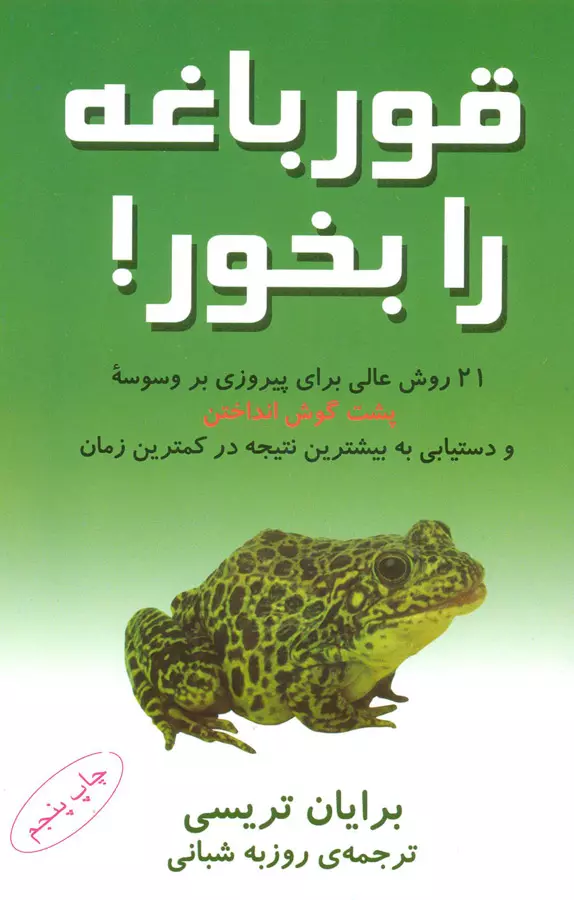 قورباغه
را بخور!
۲۱ روش عالی برای پیروزی بر وسوسهٔ
پشت گوش انداختن
و دستیابی به بیشترین نتیجه در کمترین زمان
برایان تریسی
ترجمه‌ی روزبه شبانی
چاپ پنجم